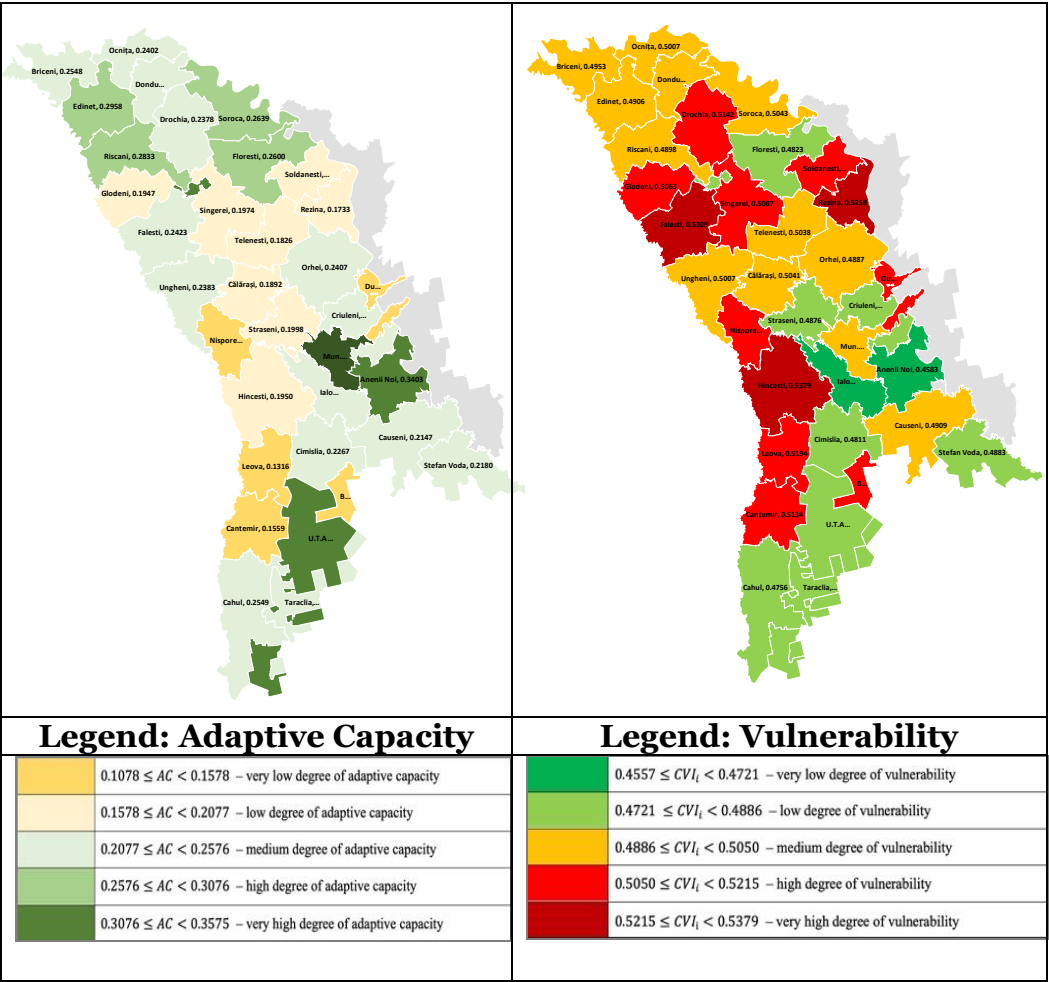 Ocnița, 0.2402
Briceni, 0.2548
Dondu...
Edinet, 0.2958
Drochia, 0.2378
Soroca, 0.2639
Riscani, 0.2833
Floresti, 0.2600
Soldanesti,...
Glodeni, 0.1947
Singerei, 0.1974
Rezina, 0.1733
Falesti, 0.2423
Telenesti, 0.1826
Orhei, 0.2407
Ungheni, 0.2383
Călărași, 0.1892
Du...
Criuleni,...
Straseni, 0.1998
Nispore...
Mun....
Anenii Noi, 0.3403
Hincesti, 0.1950
Ialo...
Causeni, 0.2147
Cimislia, 0.2267
Leova, 0.1316
Stefan Voda, 0.2180
B...
Cantemir, 0.1559
U.T.A...
Cahul, 0.2549
Taraclia,...
Ocnița, 0.5007
Briceni, 0.4953
Dondu...
Edinet, 0.4906
Drochia, 0.5142
Soroca, 0.5043
Riscani, 0.4898
Floresti, 0.4823
Soldanesti,...
Glodeni, 0.5063
Singerei, 0.5087
Rezina, 0.5258
Falesti, 0.5309
Telenesti, 0.5038
Orhei, 0.4887
Ungheni, 0.5007
Călărași, 0.5041
Du...
Criuleni,...
Straseni, 0.4876
Nispore...
Mun....
Anenii Noi, 0.4583
Hincesti, 0.5379
Ialo...
Causeni, 0.4909
Cimislia, 0.4811
Leova, 0.5194
Stefan Voda, 0.4883
B...
Cantemir, 0.5134
U.T.A...
Cahul, 0.4756
Taraclia,...
Legend: Adaptive Capacity
0.1078 ≤ AC < 0.1578 – very low degree of adaptive capacity
0.1578 ≤ AC < 0.2077 – low degree of adaptive capacity
0.2077 ≤ AC < 0.2576 – medium degree of adaptive capacity
0.2576 ≤ AC < 0.3076 – high degree of adaptive capacity
0.3076 ≤ AC < 0.3575 – very high degree of adaptive capacity
Legend: Vulnerability
0.4557 ≤ CVIᵢ < 0.4721 – very low degree of vulnerability
0.4721 ≤ CVIᵢ < 0.4886 – low degree of vulnerability
0.4886 ≤ CVIᵢ < 0.5050 – medium degree of vulnerability
0.5050 ≤ CVIᵢ < 0.5215 – high degree of vulnerability
0.5215 ≤ CVIᵢ < 0.5379 – very high degree of vulnerability